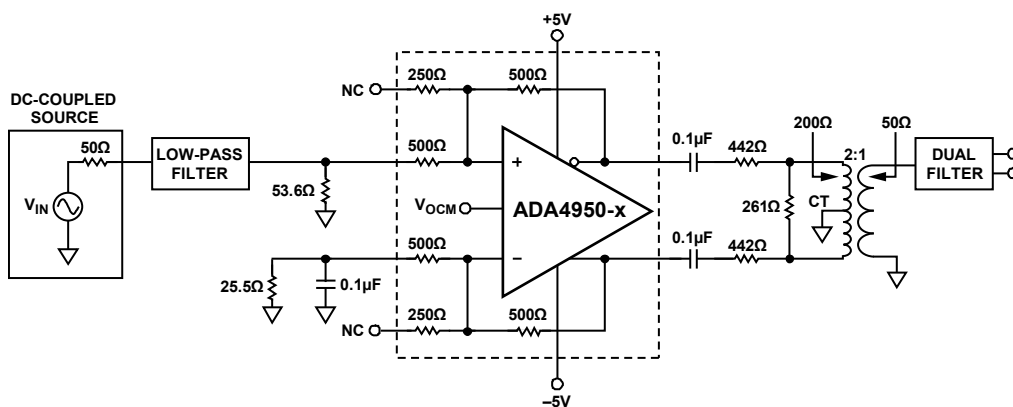 +5V
250Ω
500Ω
NC
DC-COUPLED
SOURCE
50Ω
LOW-PASS
FILTER
500Ω
0.1µF
442Ω
200Ω
50Ω
2:1
DUAL
FILTER
+
53.6Ω
VIN
VOCM
ADA4950-x
261Ω
CT
0.1µF
500Ω
–
442Ω
25.5Ω
0.1µF
250Ω
500Ω
NC
–5V